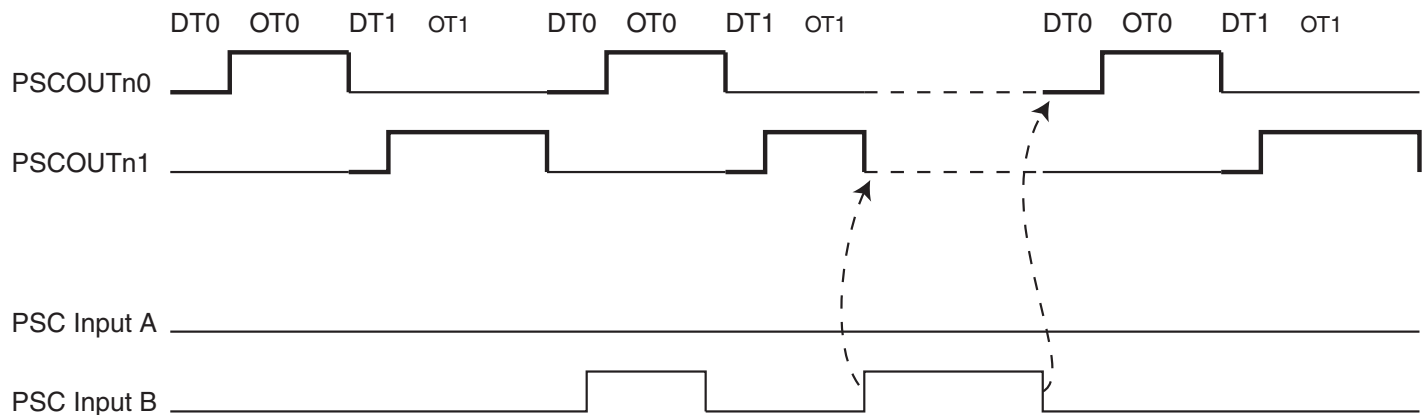 DT0 OT0 DT1 OT1 DT0 OT0 DT1 OT1 DT0 OT0 DT1 OT1
PSCOUTn0
PSCOUTn1
PSC Input A
PSC Input B